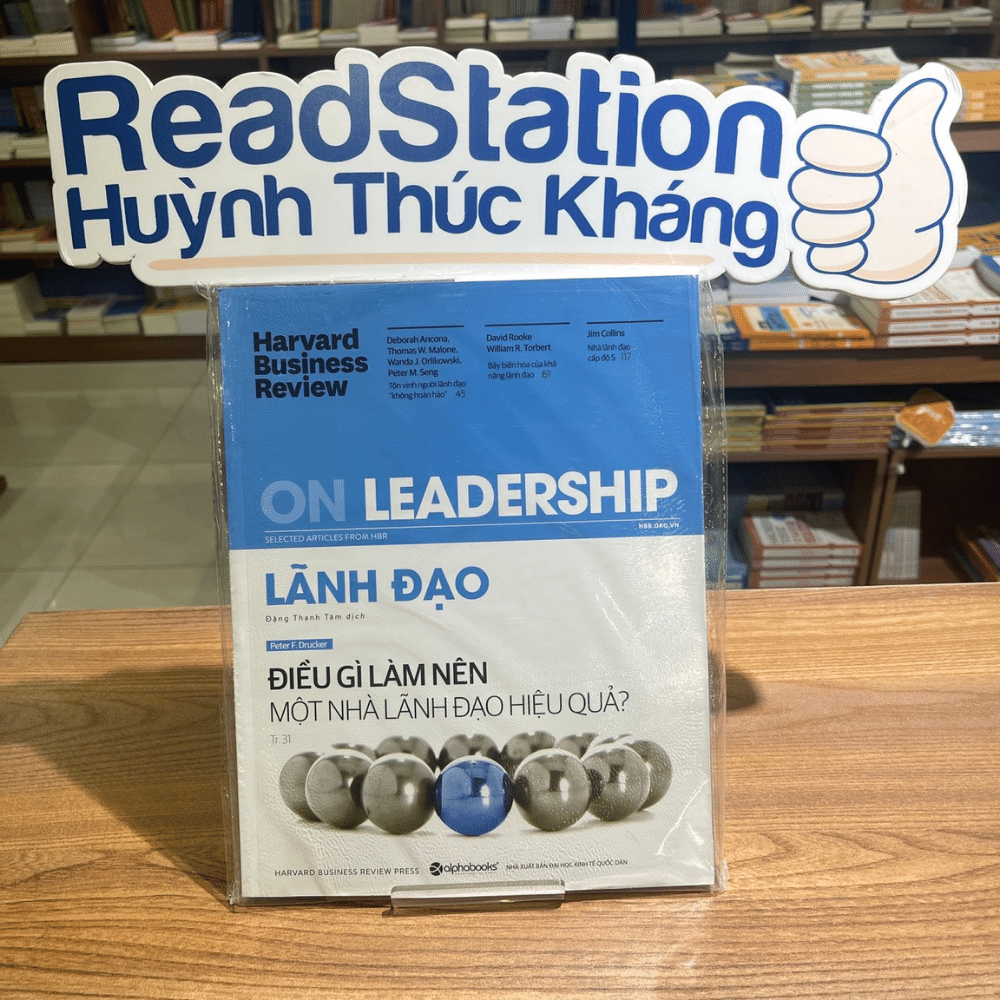 ReadStation
Huỳnh Thúc Kháng
Harvard
Business
Review
Deborah Ancona,
Thomas W. Malone,
Wanda J. Orlikowski,
Peter M. Seng
Tôn vinh người lãnh đạo
"không hoàn hảo" 45
David Rooke
William R. Torbert
Bảy biến hóa của khả
năng lãnh đạo 61
Jim Collins
Nhà lãnh đạo
cấp độ 5 117
ON LEADERSHIP
HBR.ORG.VN
SELECTED ARTICLES FROM HBR
LÃNH ĐẠO
Đặng Thanh Tâm dịch
Peter F. Drucker
ĐIỀU GÌ LÀM NÊN
MỘT NHÀ LÃNH ĐẠO HIỆU QUẢ?
Tr. 31
HARVARD BUSINESS REVIEW PRESS
alphabooks
NHÀ XUẤT BẢN ĐẠI HỌC KINH TẾ QUỐC DÂN